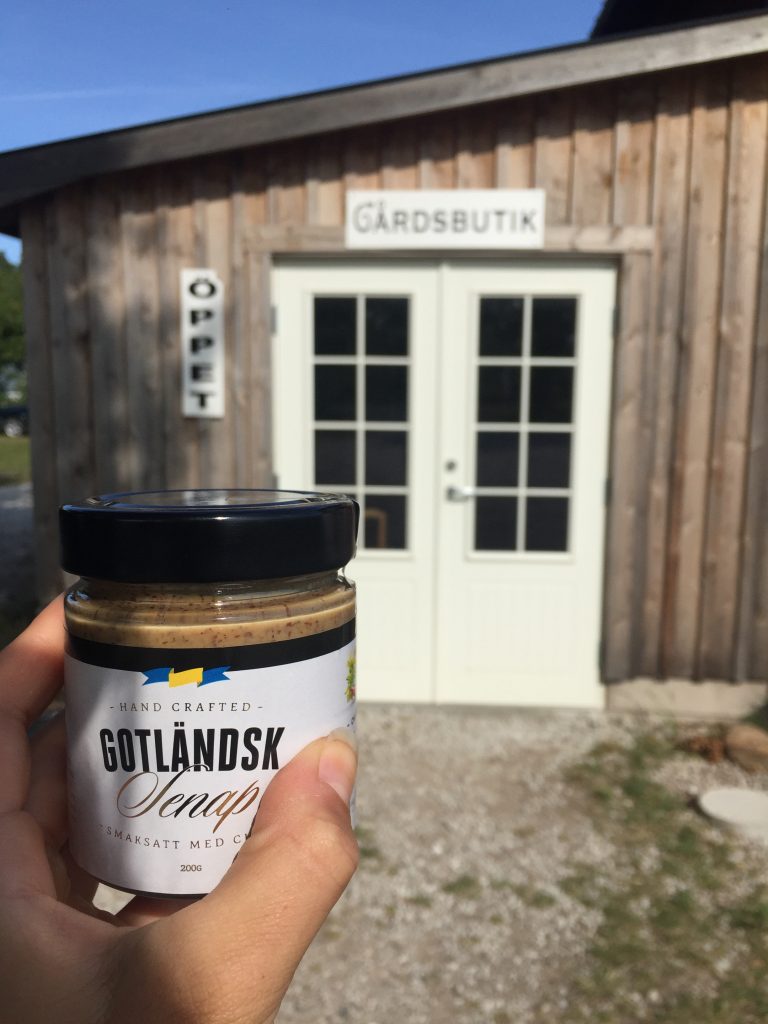 GÅRDSBUTIK
ÖPPET
- HAND CRAFTED -
GOTLÄNDSK
Senap
- SMAKSATT MED
200G